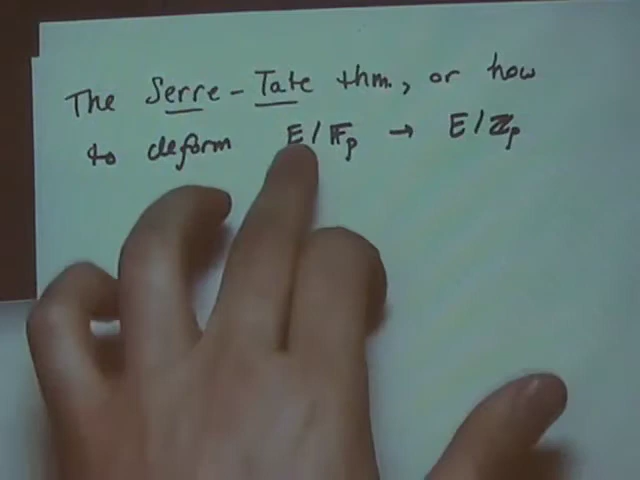 The Serre-Tate thm., or how
to deform E/𝔽p → E/ℤp